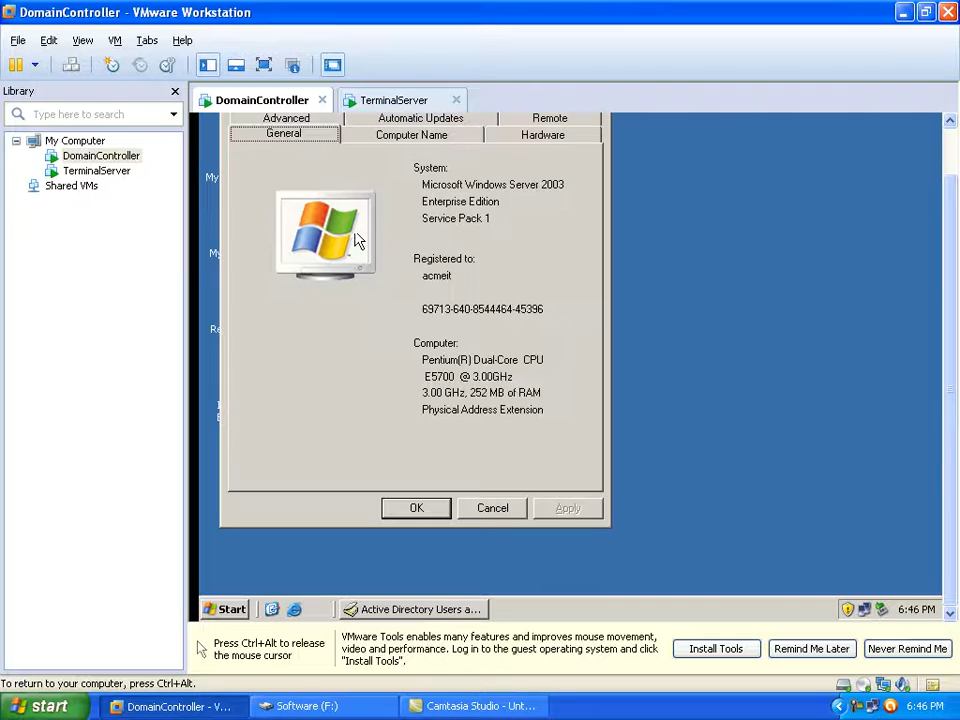 DomainController - VMware Workstation
File Edit View VM Tabs Help
Library
Type here to search
My Computer
DomainController
TerminalServer
Shared VMs
DomainController
TerminalServer
Advanced
Automatic Updates
Remote
General
Computer Name
Hardware
System:
Microsoft Windows Server 2003
Enterprise Edition
Service Pack 1
Registered to:
acmeit
69713-640-8544464-45396
Computer:
Pentium(R) Dual-Core CPU
E5700 @ 3.00GHz
3.00 GHz, 252 MB of RAM
Physical Address Extension
My
My
Re
OK
Cancel
Apply
Start
Active Directory Users a...
6:46 PM
Press Ctrl+Alt to release
the mouse cursor
VMware Tools enables many features and improves mouse movement,
video and performance. Log in to the guest operating system and click
"Install Tools".
Install Tools
Remind Me Later
Never Remind Me
To return to your computer, press Ctrl+Alt.
start
DomainController - V...
Software (F:)
Camtasia Studio - Unt...
6:46 PM